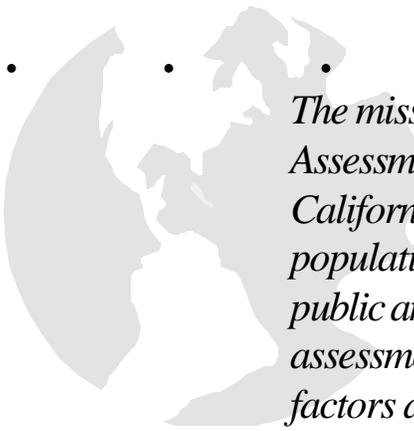 The miss
Assessm
Californ
populati
public a
assessm
factors a